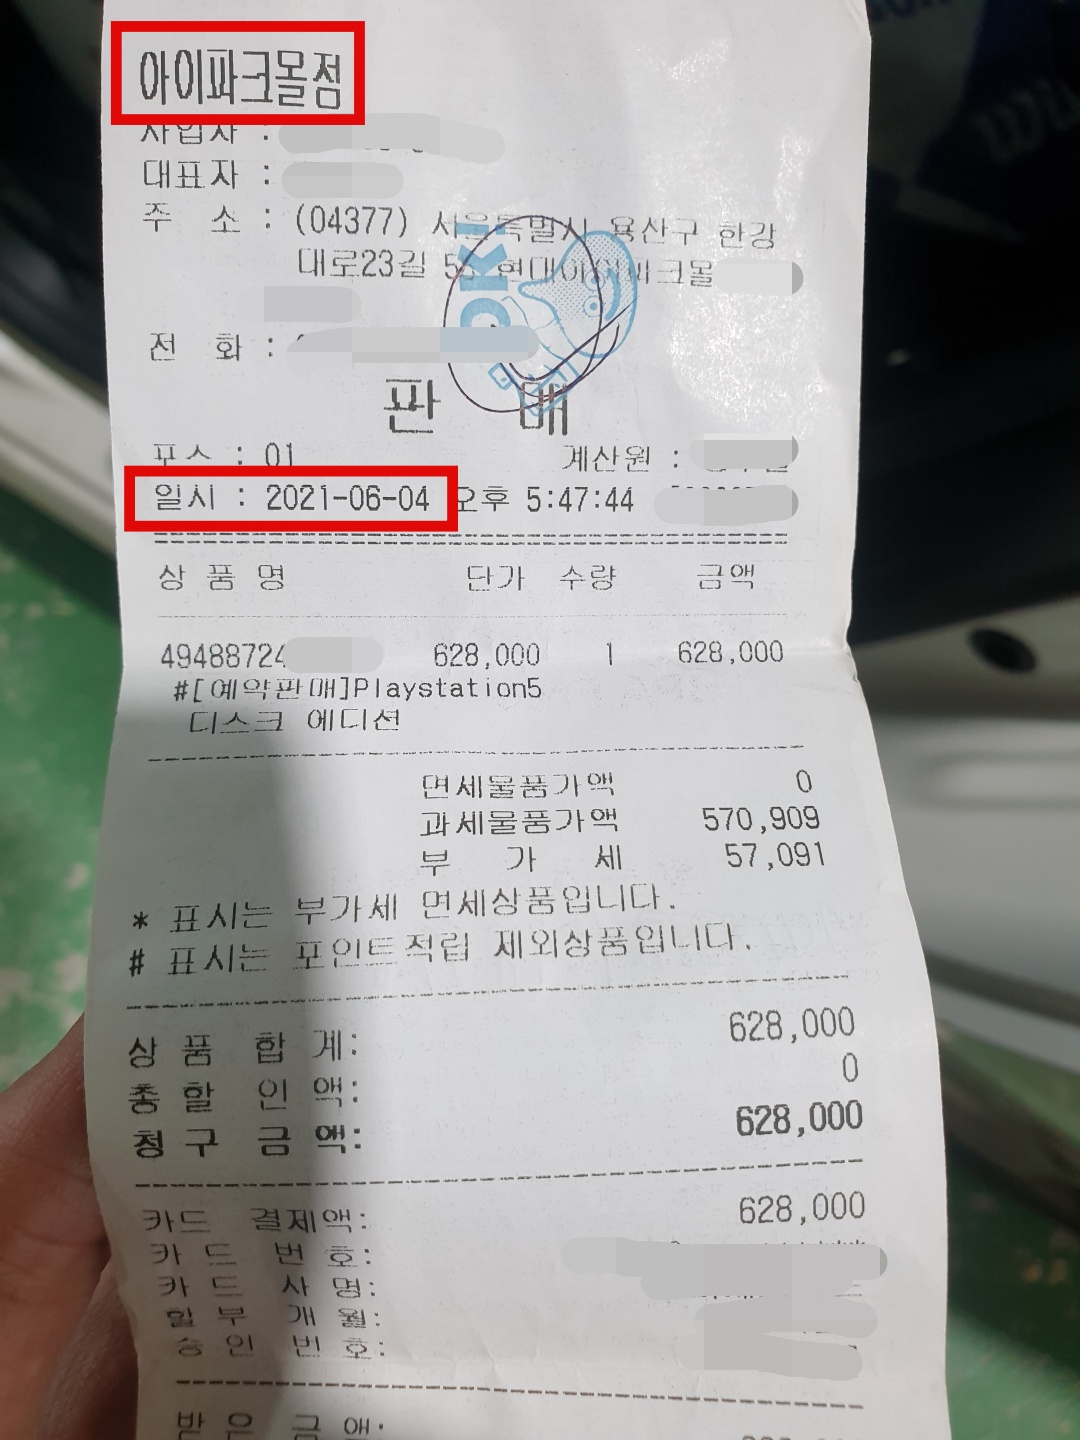 아이파크몰점
사업자 :
대표자 :
주 소 : (04377) 서울특별시 용산구 한강
대로23길 55 현대아이파크몰
전 화 :
판 매
포스 : 01 계산원 :
일시 : 2021-06-04 오후 5:47:44
상 품 명 단가 수량 금액
49488724 628,000 1 628,000
#[예약판매]Playstation5
디스크 에디션
면세물품가액 0
과세물품가액 570,909
부 가 세 57,091
* 표시는 부가세 면세상품입니다.
# 표시는 포인트적립 제외상품입니다.
상 품 합 계: 628,000
총 할 인 액: 0
청 구 금 액: 628,000
카드 결제액: 628,000
카 드 번 호:
카 드 사 명:
할 부 개 월:
승 인 번 호:
받 은 금 액: